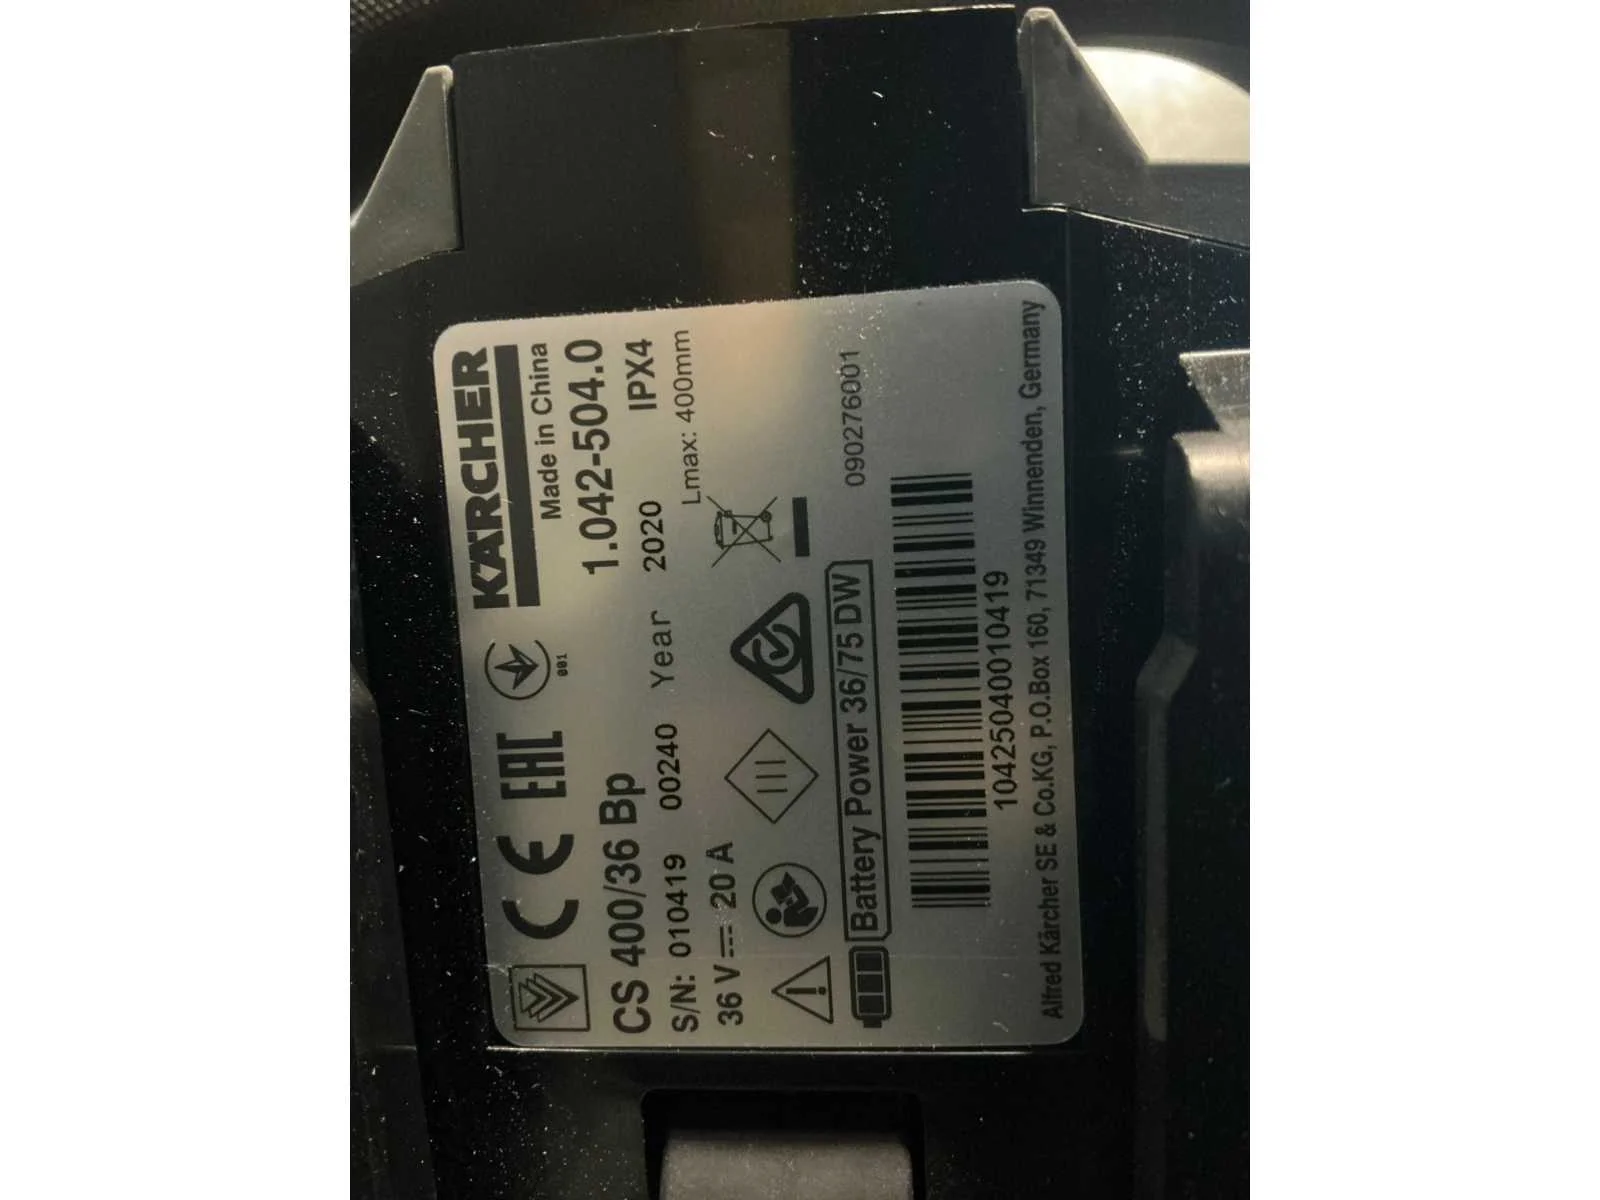 KÄRCHER
Made in China
001
EAC
CE
CS 400/36 Bp
1.042-504.0
S/N: 010419 00240 Year 2020 IPX4
36 V 20 A
Lmax: 400mm
Battery Power 36/75 DW
090276001
10425040010419
Alfred Kärcher SE & Co.KG, P.O.Box 160, 71349 Winnenden, Germany